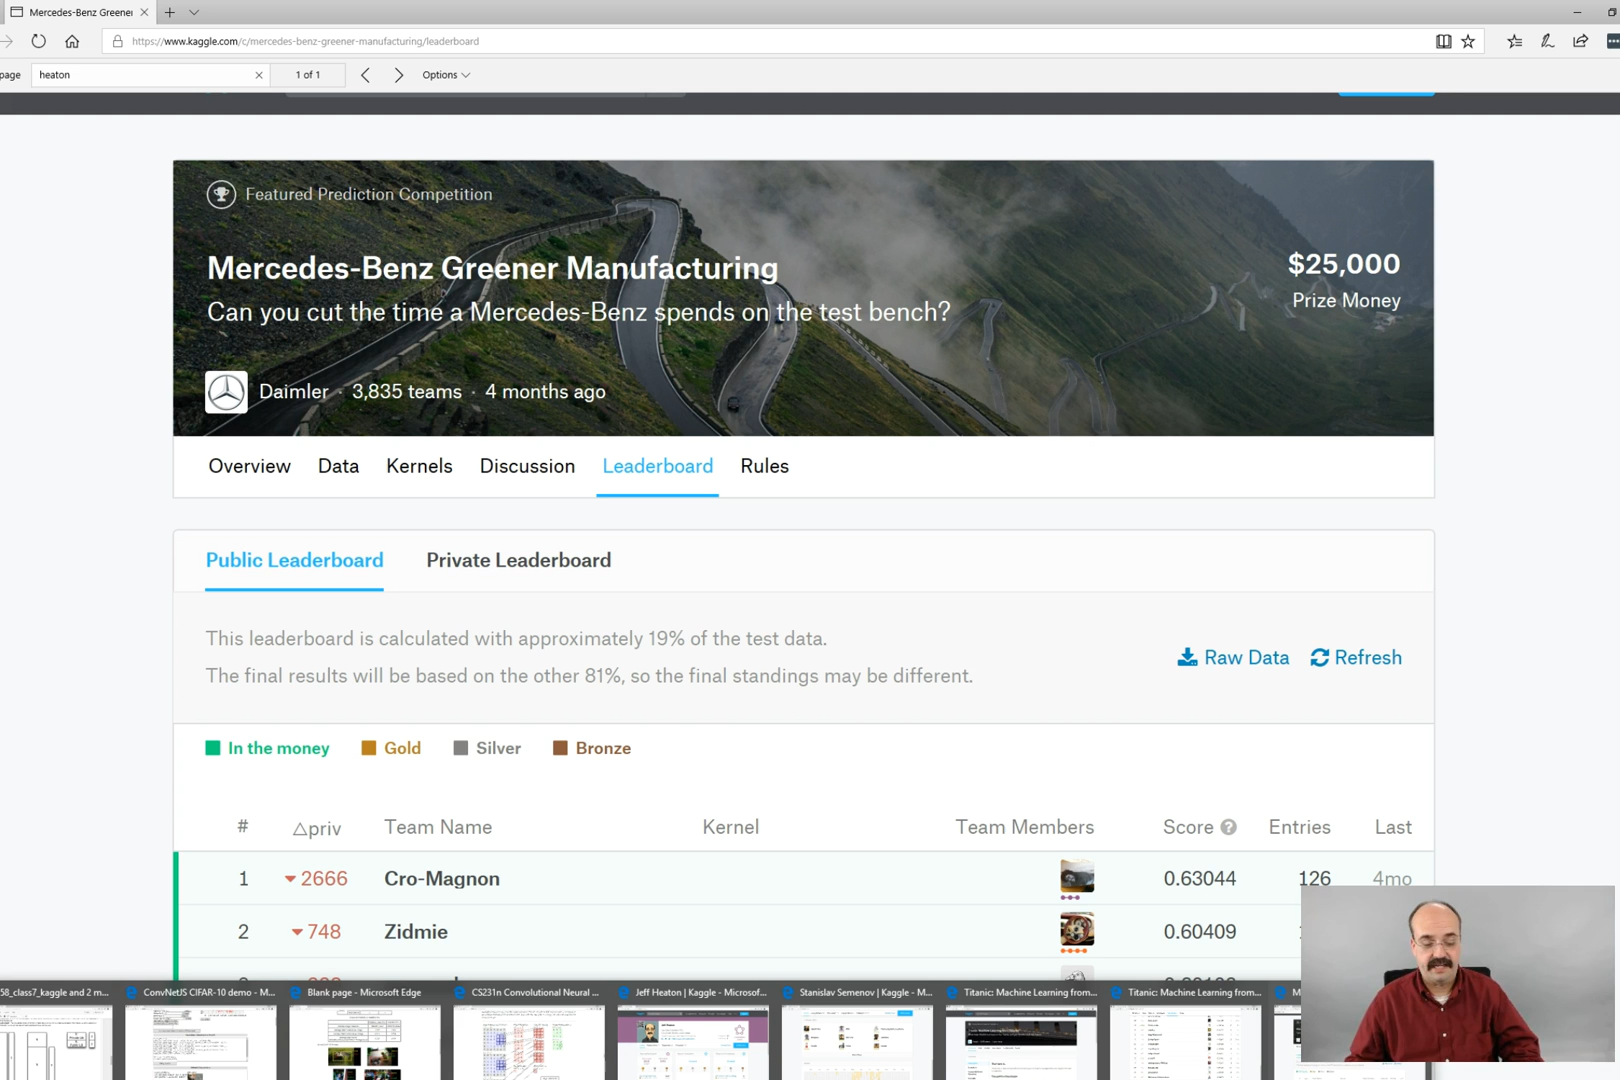 Mercedes-Benz Greener
https://www.kaggle.com/c/mercedes-benz-greener-manufacturing/leaderboard
page heaton 1 of 1 Options
Featured Prediction Competition
Mercedes-Benz Greener Manufacturing
$25,000
Can you cut the time a Mercedes-Benz spends on the test bench?
Prize Money
Daimler · 3,835 teams · 4 months ago
Overview Data Kernels Discussion Leaderboard Rules
Public Leaderboard Private Leaderboard
This leaderboard is calculated with approximately 19% of the test data.
The final results will be based on the other 81%, so the final standings may be different.
Raw Data Refresh
In the money Gold Silver Bronze
# △priv Team Name Kernel Team Members Score Entries Last
1 2666 Cro-Magnon 0.63044 126 4mo
2 748 Zidmie 0.60409
58_class7_kaggle and 2 m... ConvNetJS CIFAR-10 demo - M... Blank page - Microsoft Edge CS231n Convolutional Neural ... Jeff Heaton | Kaggle - Microsof... Stanislav Semenov | Kaggle - M... Titanic: Machine Learning from... Titanic: Machine Learning from... M